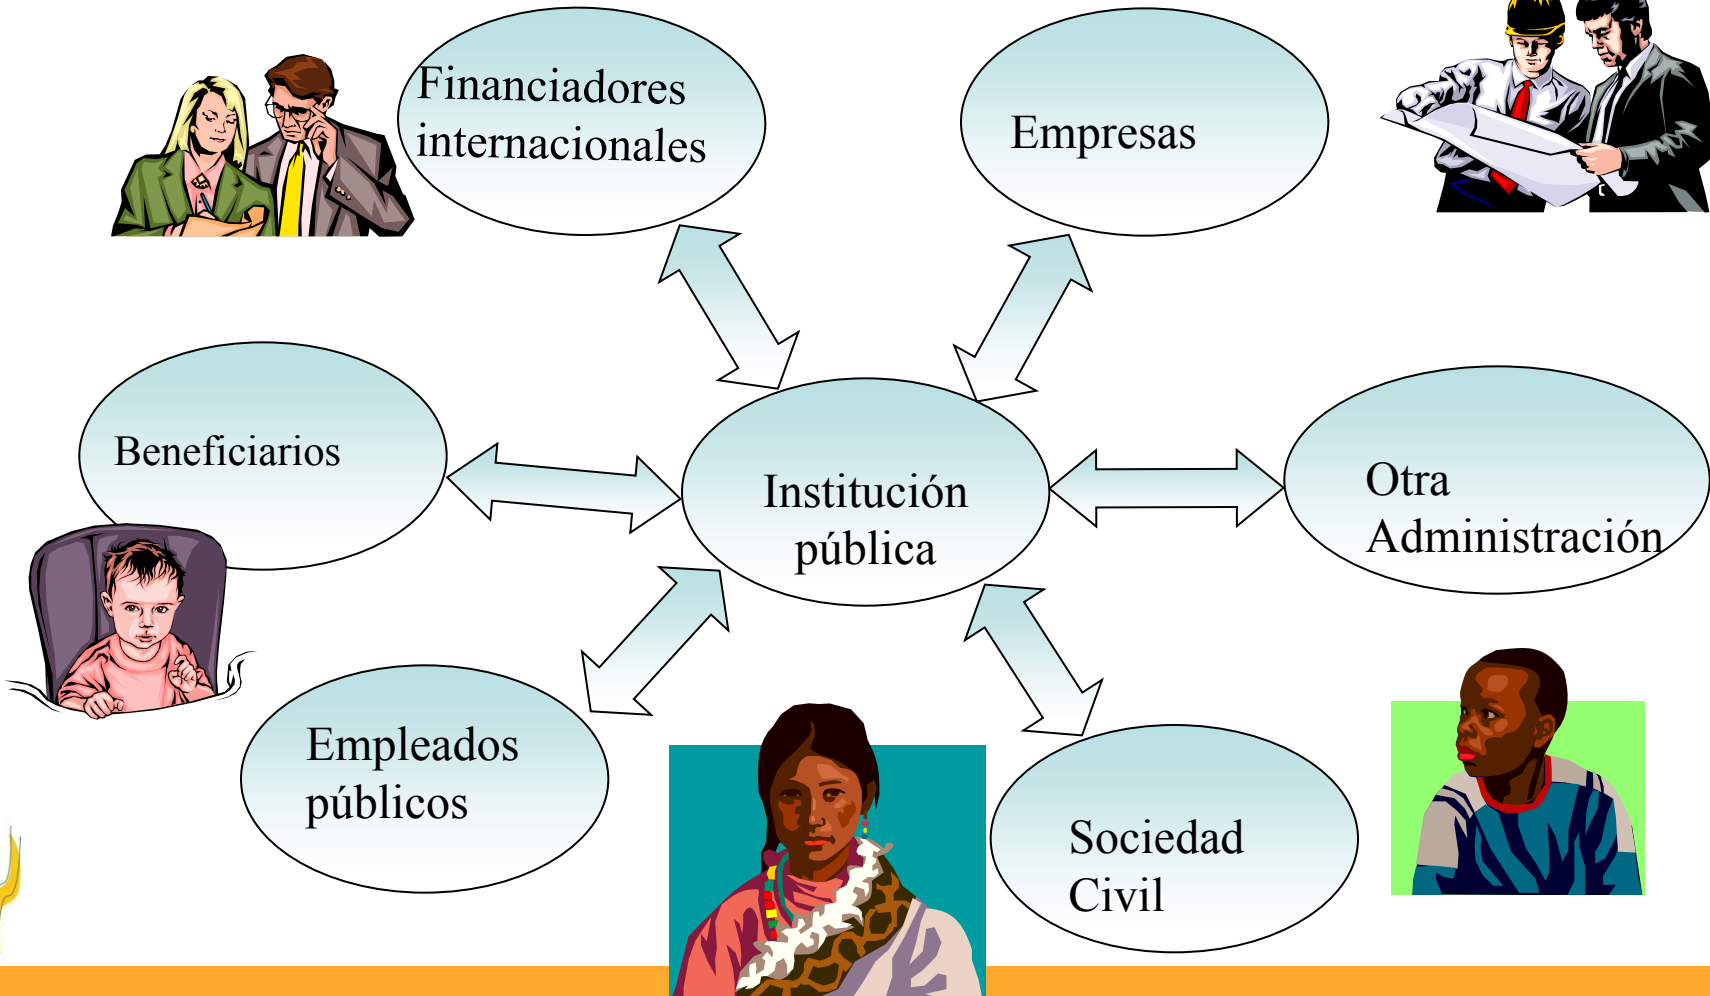 Financiadores
internacionales
Empresas
Beneficiarios
Institución
pública
Otra
Administración
Empleados
públicos
Sociedad
Civil